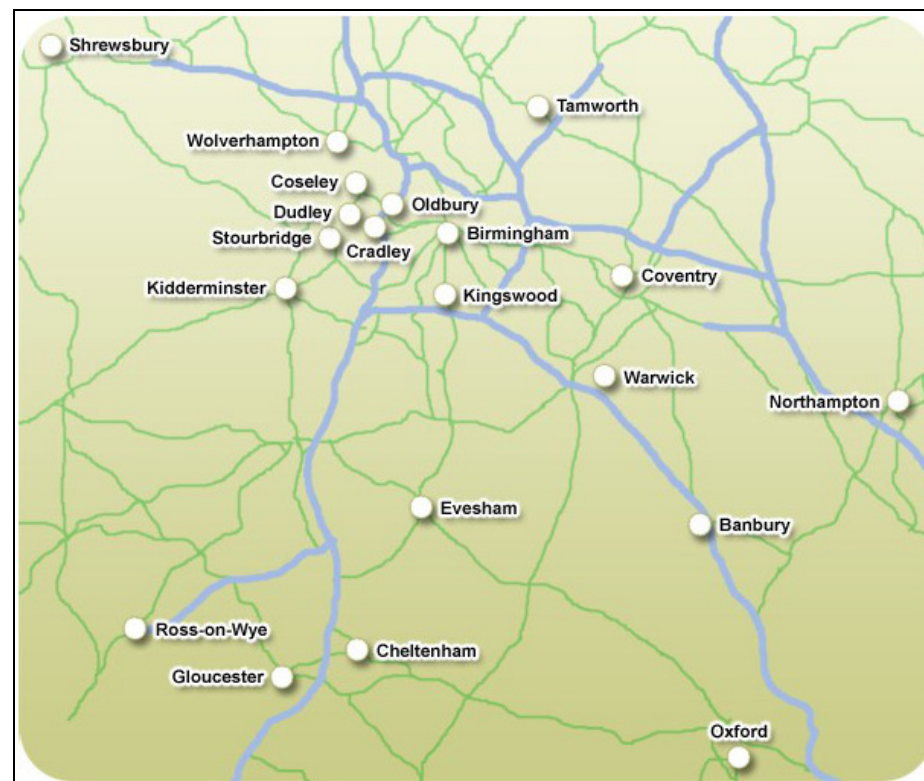 Shrewsbury
Tamworth
Wolverhampton
Coseley
Oldbury
Dudley
Birmingham
Stourbridge
Cradley
Coventry
Kidderminster
Kingswood
Warwick
Northampton
Evesham
Banbury
Ross-on-Wye
Cheltenham
Gloucester
Oxford